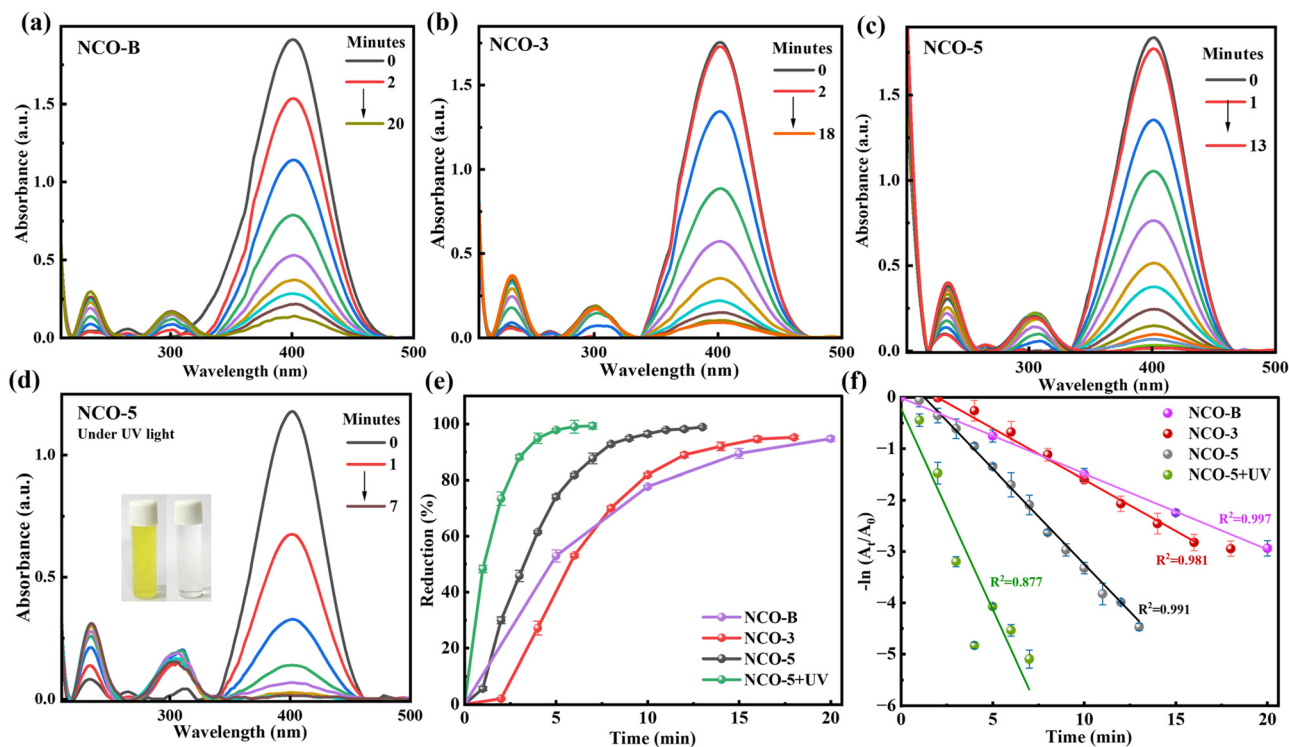 (a)
NCO-B
Minutes
0
2
20
Absorbance (a.u.)
0.0
0.5
1.0
1.5
300
400
500
Wavelength (nm)
(b)
NCO-3
Minutes
0
2
18
Absorbance (a.u.)
0.0
0.5
1.0
1.5
300
400
500
Wavelength (nm)
(c)
NCO-5
Minutes
0
1
13
Absorbance (a.u.)
0.0
0.5
1.0
1.5
300
400
500
Wavelength (nm)
(d)
NCO-5
Under UV light
Minutes
0
1
7
Absorbance (a.u.)
0.0
0.5
1.0
300
400
500
Wavelength (nm)
(e)
Reduction (%)
0
20
40
60
80
100
NCO-B
NCO-3
NCO-5
NCO-5+UV
0
5
10
15
20
Time (min)
(f)
-ln (At/A0)
0
-1
-2
-3
-4
-5
-6
NCO-B
NCO-3
NCO-5
NCO-5+UV
R²=0.997
R²=0.981
R²=0.877
R²=0.991
0
5
10
15
20
Time (min)